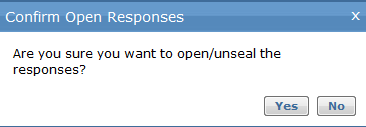 Confirm Open Responses x
Are you sure you want to open/unseal the
responses?
Yes No